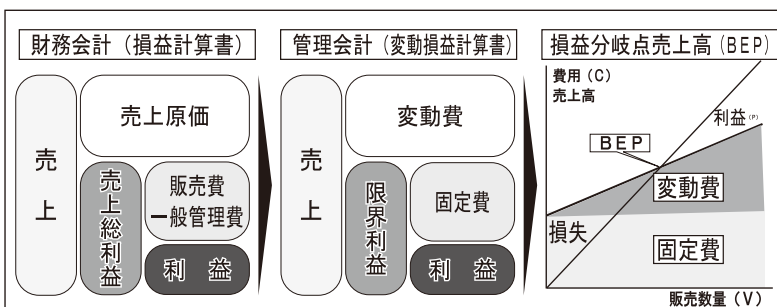 財務会計（損益計算書）
売上
売上原価
売上総利益
販売費
一般管理費
利　益
管理会計（変動損益計算書）
売上
変動費
限界利益
固定費
利　益
損益分岐点売上高（BEP）
費用（C）
売上高
利益（P）
BEP
変動費
損失
固定費
販売数量（V）